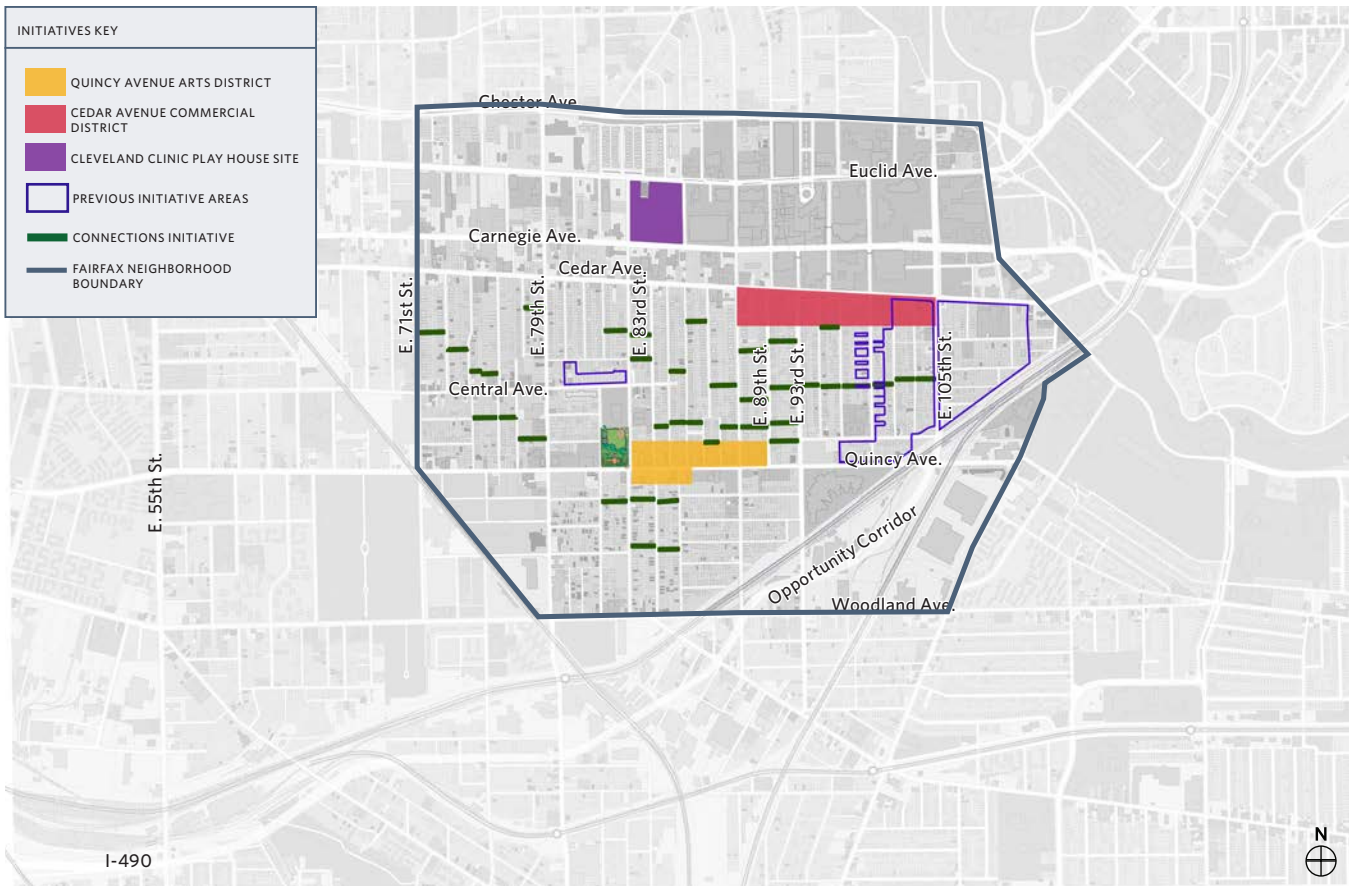 INITIATIVES KEY
QUINCY AVENUE ARTS DISTRICT
CEDAR AVENUE COMMERCIAL
DISTRICT
CLEVELAND CLINIC PLAY HOUSE SITE
PREVIOUS INITIATIVE AREAS
CONNECTIONS INITIATIVE
FAIRFAX NEIGHBORHOOD
BOUNDARY
Chester Ave.
Euclid Ave.
Carnegie Ave.
Cedar Ave.
E. 71st St.
E. 79th St.
E. 83rd St.
E. 89th St.
E. 93rd St.
E. 105th St.
Central Ave.
Quincy Ave.
E. 55th St.
Opportunity Corridor
Woodland Ave.
I-490
N